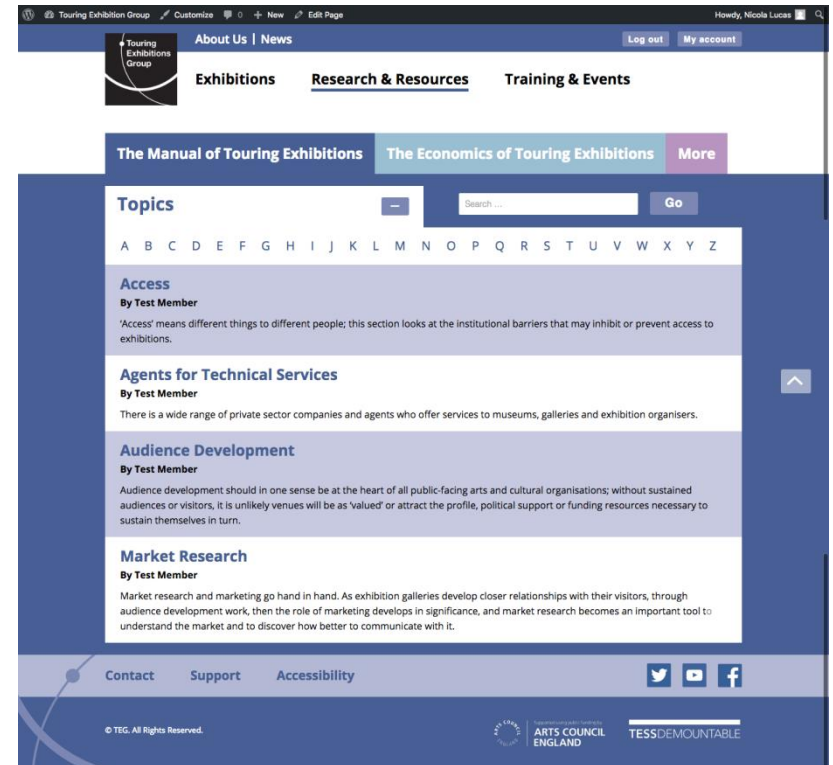 Touring Exhibition Group Customize 0 + New Edit Page Howdy, Nicola Lucas
Touring
Exhibitions
Group
About Us | News
Log out My account
Exhibitions Research & Resources Training & Events
The Manual of Touring Exhibitions The Economics of Touring Exhibitions More
Topics – Search ... Go
A B C D E F G H I J K L M N O P Q R S T U V W X Y Z
Access
By Test Member
'Access' means different things to different people; this section looks at the institutional barriers that may inhibit or prevent access to
exhibitions.
Agents for Technical Services
By Test Member
There is a wide range of private sector companies and agents who offer services to museums, galleries and exhibition organisers.
Audience Development
By Test Member
Audience development should in one sense be at the heart of all public-facing arts and cultural organisations; without sustained
audiences or visitors, it is unlikely venues will be as 'valued' or attract the profile, political support or funding resources necessary to
sustain themselves in turn.
Market Research
By Test Member
Market research and marketing go hand in hand. As exhibition galleries develop closer relationships with their visitors, through
audience development work, then the role of marketing develops in significance, and market research becomes an important tool to
understand the market and to discover how better to communicate with it.
Contact Support Accessibility
© TEG. All Rights Reserved.
ARTS COUNCIL
ENGLAND
TESSDEMOUNTABLE